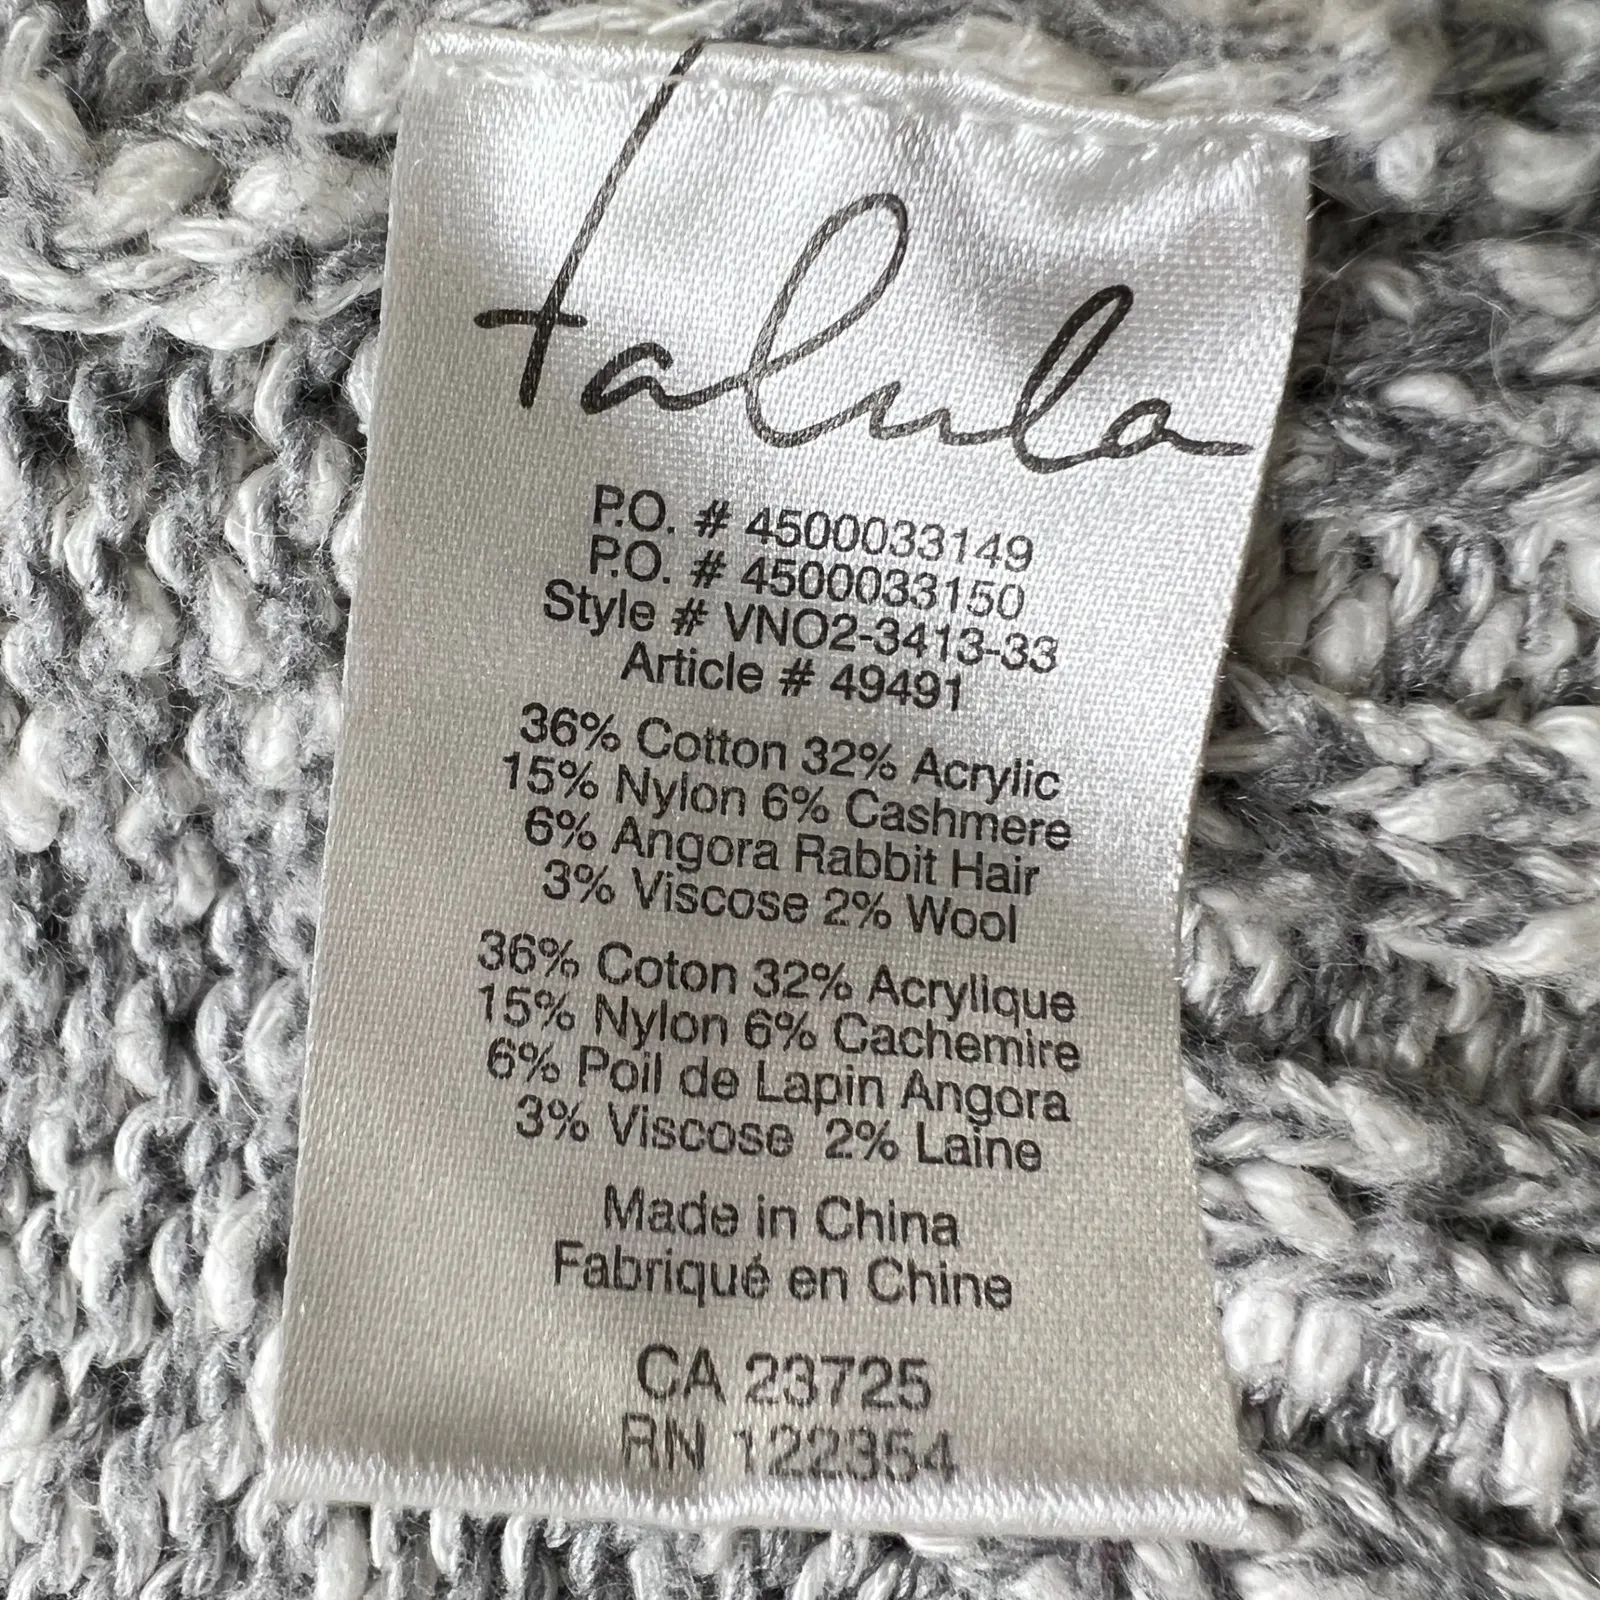 Talula
P.O. # 4500033149
P.O. # 4500033150
Style # VNO2-3413-33
Article # 49491
36% Cotton 32% Acrylic
15% Nylon 6% Cashmere
6% Angora Rabbit Hair
3% Viscose 2% Wool
36% Coton 32% Acrylique
15% Nylon 6% Cachemire
6% Poil de Lapin Angora
3% Viscose 2% Laine
Made in China
Fabriqué en Chine
CA 23725
RN 122354